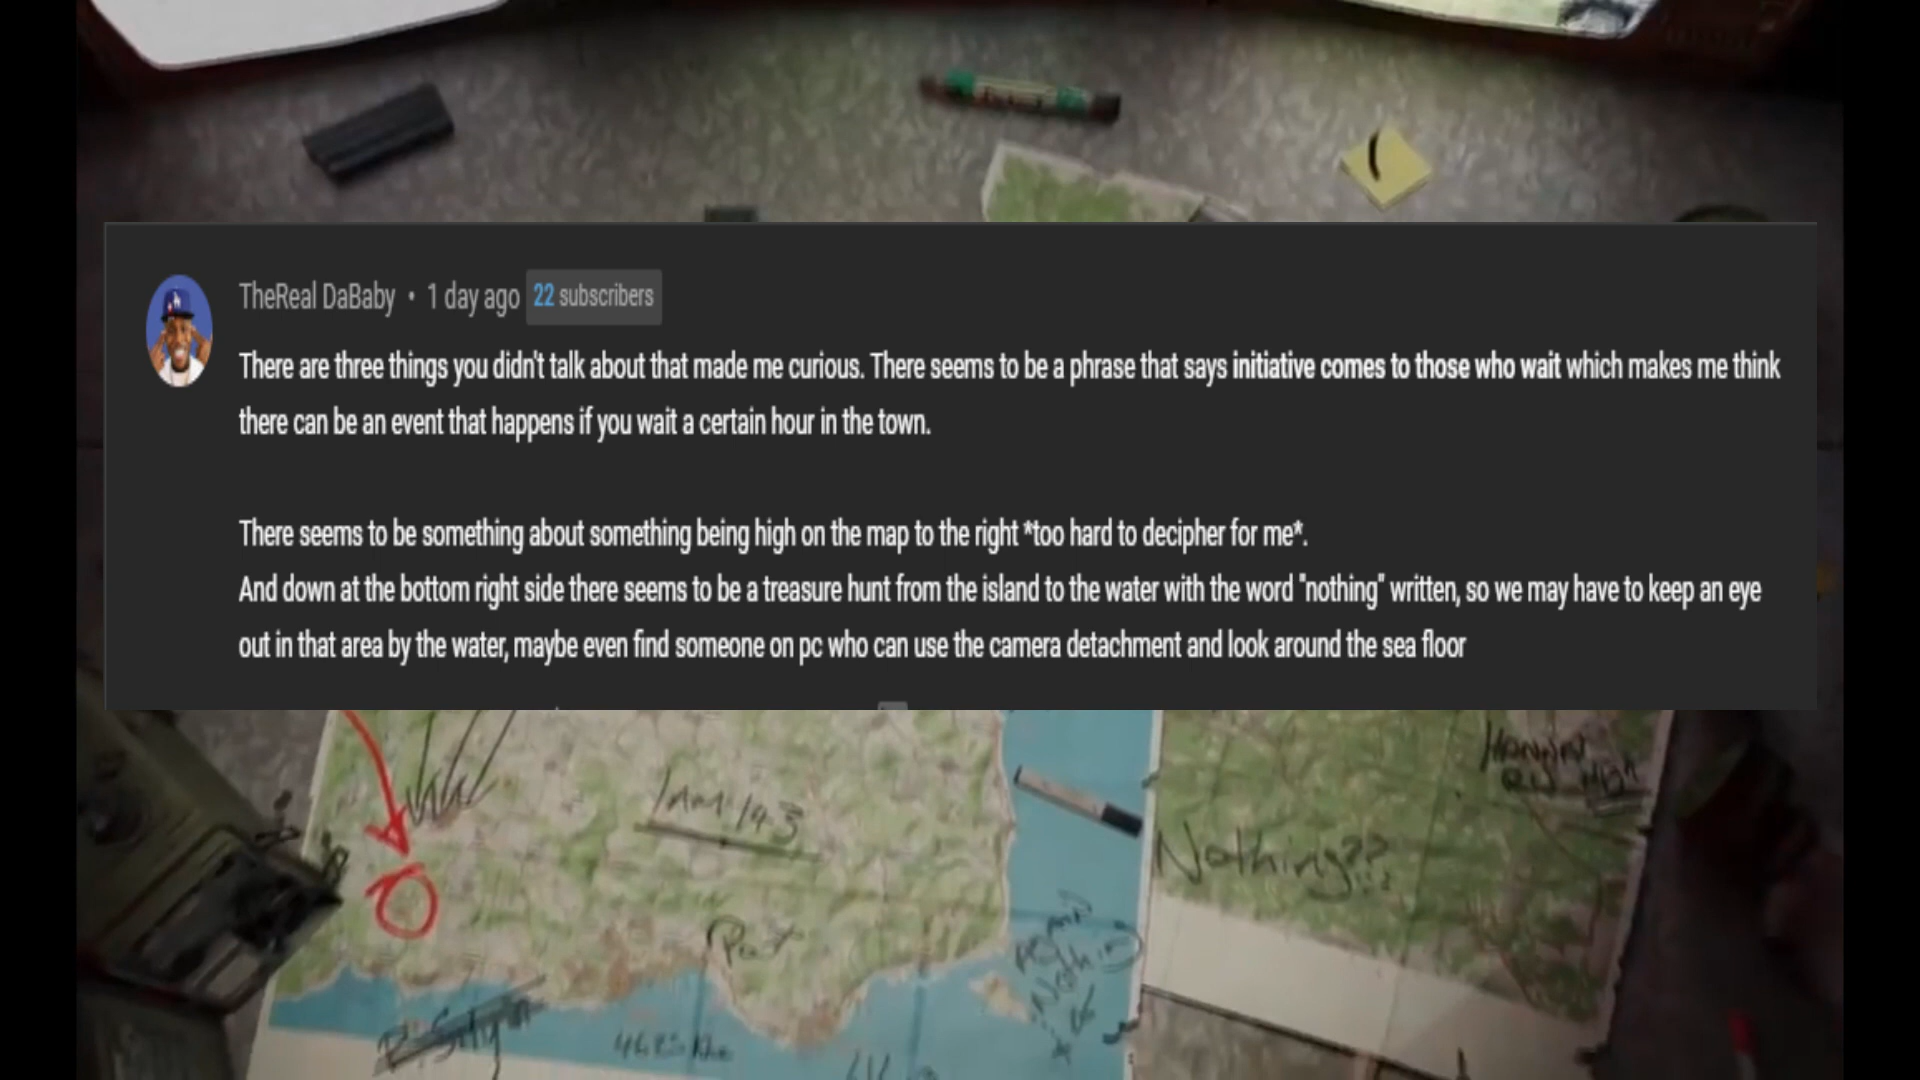 TheReal DaBaby • 1 day ago 22 subscribers
There are three things you didn't talk about that made me curious. There seems to be a phrase that says initiative comes to those who wait which makes me think
there can be an event that happens if you wait a certain hour in the town.
There seems to be something about something being high on the map to the right *too hard to decipher for me*.
And down at the bottom right side there seems to be a treasure hunt from the island to the water with the word "nothing" written, so we may have to keep an eye
out in that area by the water, maybe even find someone on pc who can use the camera detachment and look around the sea floor
Nothing??
Nothing